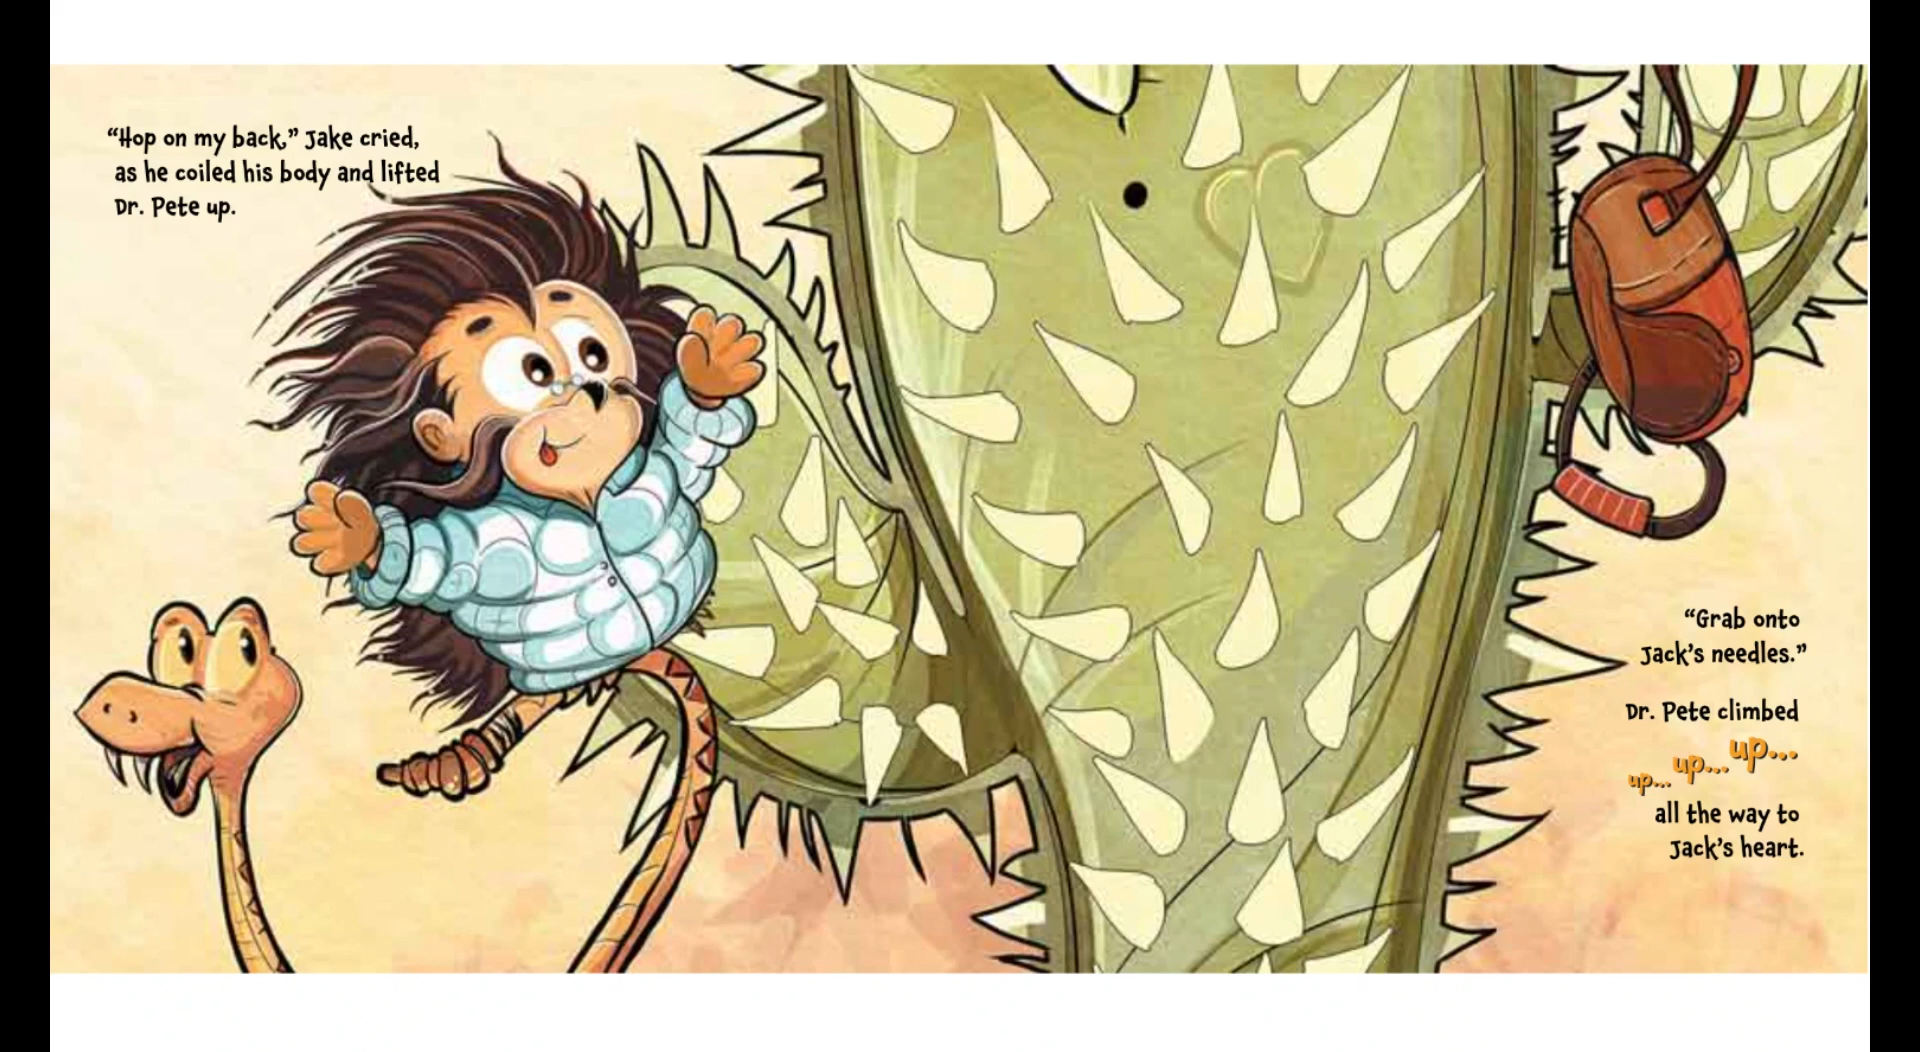 “Hop on my back,” Jake cried,
as he coiled his body and lifted
Dr. Pete up.
“Grab onto
Jack’s needles.”
Dr. Pete climbed
up... up... up...
all the way to
Jack’s heart.